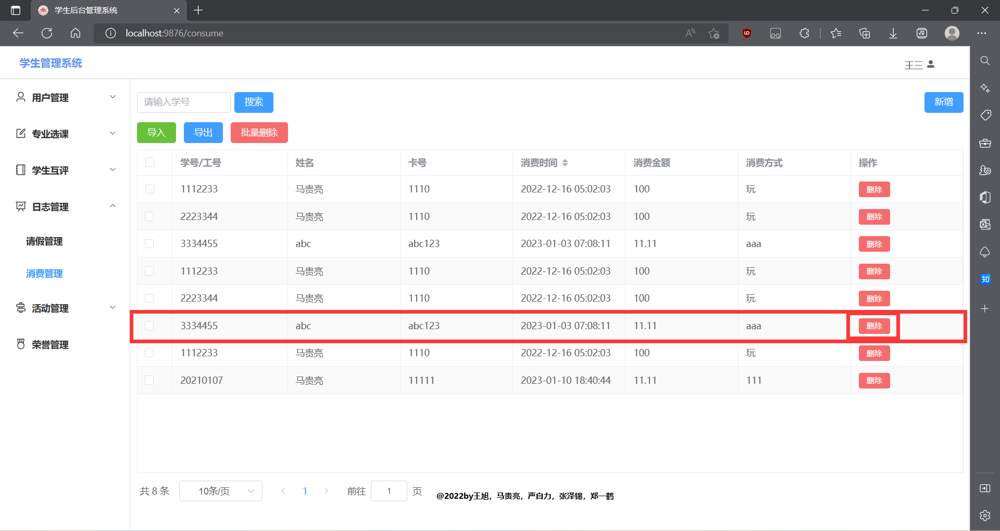 学生后台管理系统
localhost:9876/consume
学生管理系统
王三
用户管理
专业选课
学生互评
日志管理
请假管理
消费管理
活动管理
荣誉管理
请输入学号 搜索 新增
导入 导出 批量删除
学号/工号 姓名 卡号 消费时间 消费金额 消费方式 操作
1112233 马贵亮 1110 2022-12-16 05:02:03 100 玩 删除
2223344 马贵亮 1110 2022-12-16 05:02:03 100 玩 删除
3334455 abc abc123 2023-01-03 07:08:11 11.11 aaa 删除
1112233 马贵亮 1110 2022-12-16 05:02:03 100 玩 删除
2223344 马贵亮 1110 2022-12-16 05:02:03 100 玩 删除
3334455 abc abc123 2023-01-03 07:08:11 11.11 aaa 删除
1112233 马贵亮 1110 2022-12-16 05:02:03 100 玩 删除
20210107 马贵亮 11111 2023-01-10 18:40:44 11.11 111 删除
共 8 条 10条/页 1 前往 1 页
@2022by王旭，马贵亮，严自力，张泽锦，郑一鹤
知